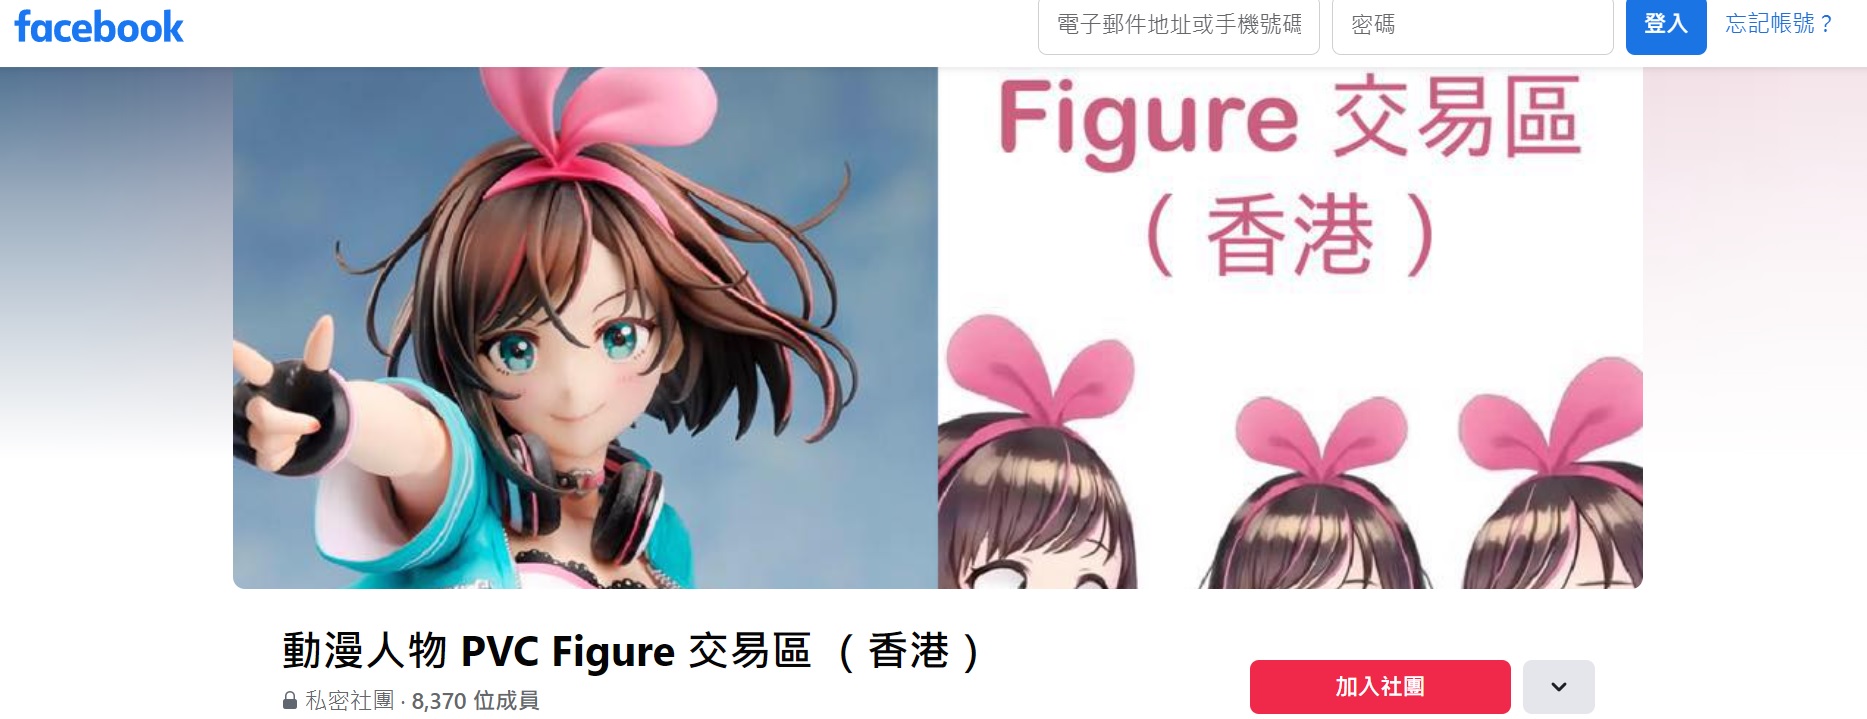 facebook
電子郵件地址或手機號碼
密碼
登入
忘記帳號？
Figure 交易區
（香港）
動漫人物 PVC Figure 交易區 （香港）
私密社團 · 8,370 位成員
加入社團